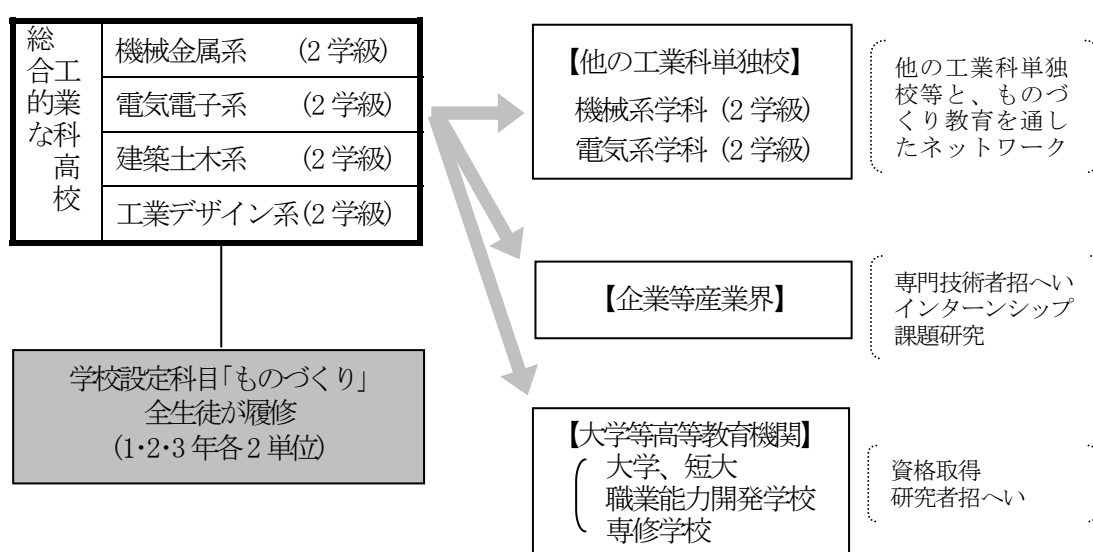 総合的な
工業科高校
機械金属系 (2学級)
電気電子系 (2学級)
建築土木系 (2学級)
工業デザイン系(2学級)
学校設定科目「ものづくり」
全生徒が履修
(1・2・3年各2単位)
【他の工業科単独校】
機械系学科 (2学級)
電気系学科 (2学級)
他の工業科単独
校等と、ものづ
くり教育を通し
たネットワーク
【企業等産業界】
専門技術者招へい
インターンシップ
課題研究
【大学等高等教育機関】
大学、短大
職業能力開発学校
専修学校
資格取得
研究者招へい